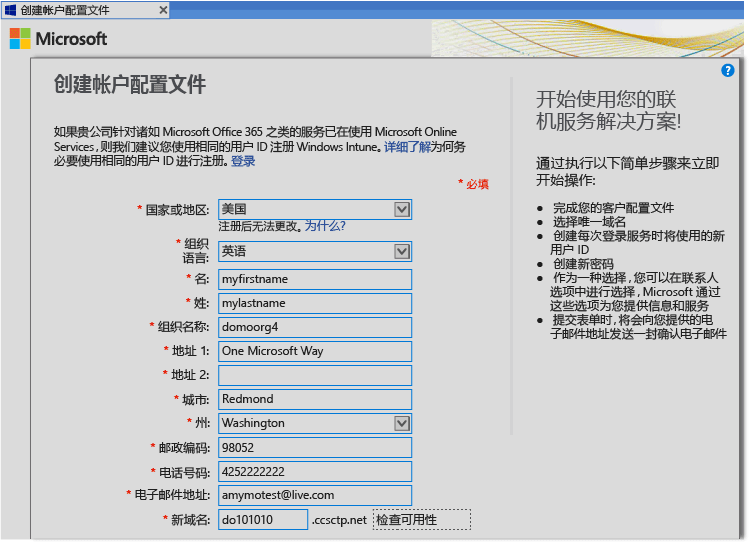 创建帐户配置文件
Microsoft
?
创建帐户配置文件
如果贵公司针对诸如 Microsoft Office 365 之类的服务已在使用 Microsoft Online
Services，则我们建议您使用相同的用户 ID 注册 Windows Intune。详细了解为何务
必要使用相同的用户 ID 进行注册。登录
* 必填
* 国家或地区: 美国
注册后无法更改。为什么?
* 组织
语言: 英语
* 名: myfirstname
* 姓: mylastname
* 组织名称: domoorg4
* 地址 1: One Microsoft Way
* 地址 2:
* 城市: Redmond
* 州: Washington
* 邮政编码: 98052
* 电话号码: 4252222222
* 电子邮件地址: amymotest@live.com
* 新域名: do101010 .ccsctp.net 检查可用性
开始使用您的联
机服务解决方案!
通过执行以下简单步骤来立即
开始操作:
● 完成您的客户配置文件
● 选择唯一域名
● 创建每次登录服务时将使用的新
用户 ID
● 创建新密码
● 作为一种选择，您可以在联系人
选项中进行选择，Microsoft 通过
这些选项为您提供信息和服务
● 提交表单时，将会向您提供的电
子邮件地址发送一封确认电子邮件